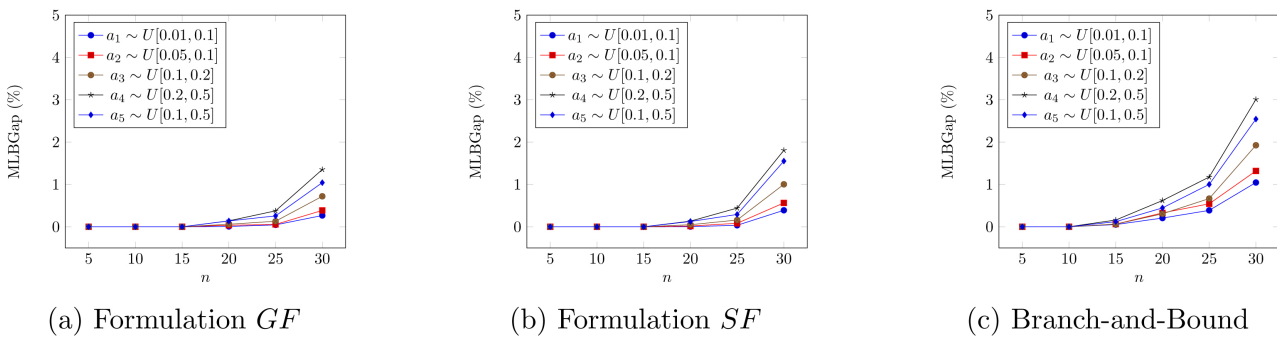 5
4
3
2
1
0
MLBGap (%)
a₁ ∼ U[0.01, 0.1]
a₂ ∼ U[0.05, 0.1]
a₃ ∼ U[0.1, 0.2]
a₄ ∼ U[0.2, 0.5]
a₅ ∼ U[0.1, 0.5]
5 10 15 20 25 30
n
(a) Formulation GF
5
4
3
2
1
0
MLBGap (%)
a₁ ∼ U[0.01, 0.1]
a₂ ∼ U[0.05, 0.1]
a₃ ∼ U[0.1, 0.2]
a₄ ∼ U[0.2, 0.5]
a₅ ∼ U[0.1, 0.5]
5 10 15 20 25 30
n
(b) Formulation SF
5
4
3
2
1
0
MLBGap (%)
a₁ ∼ U[0.01, 0.1]
a₂ ∼ U[0.05, 0.1]
a₃ ∼ U[0.1, 0.2]
a₄ ∼ U[0.2, 0.5]
a₅ ∼ U[0.1, 0.5]
5 10 15 20 25 30
n
(c) Branch-and-Bound